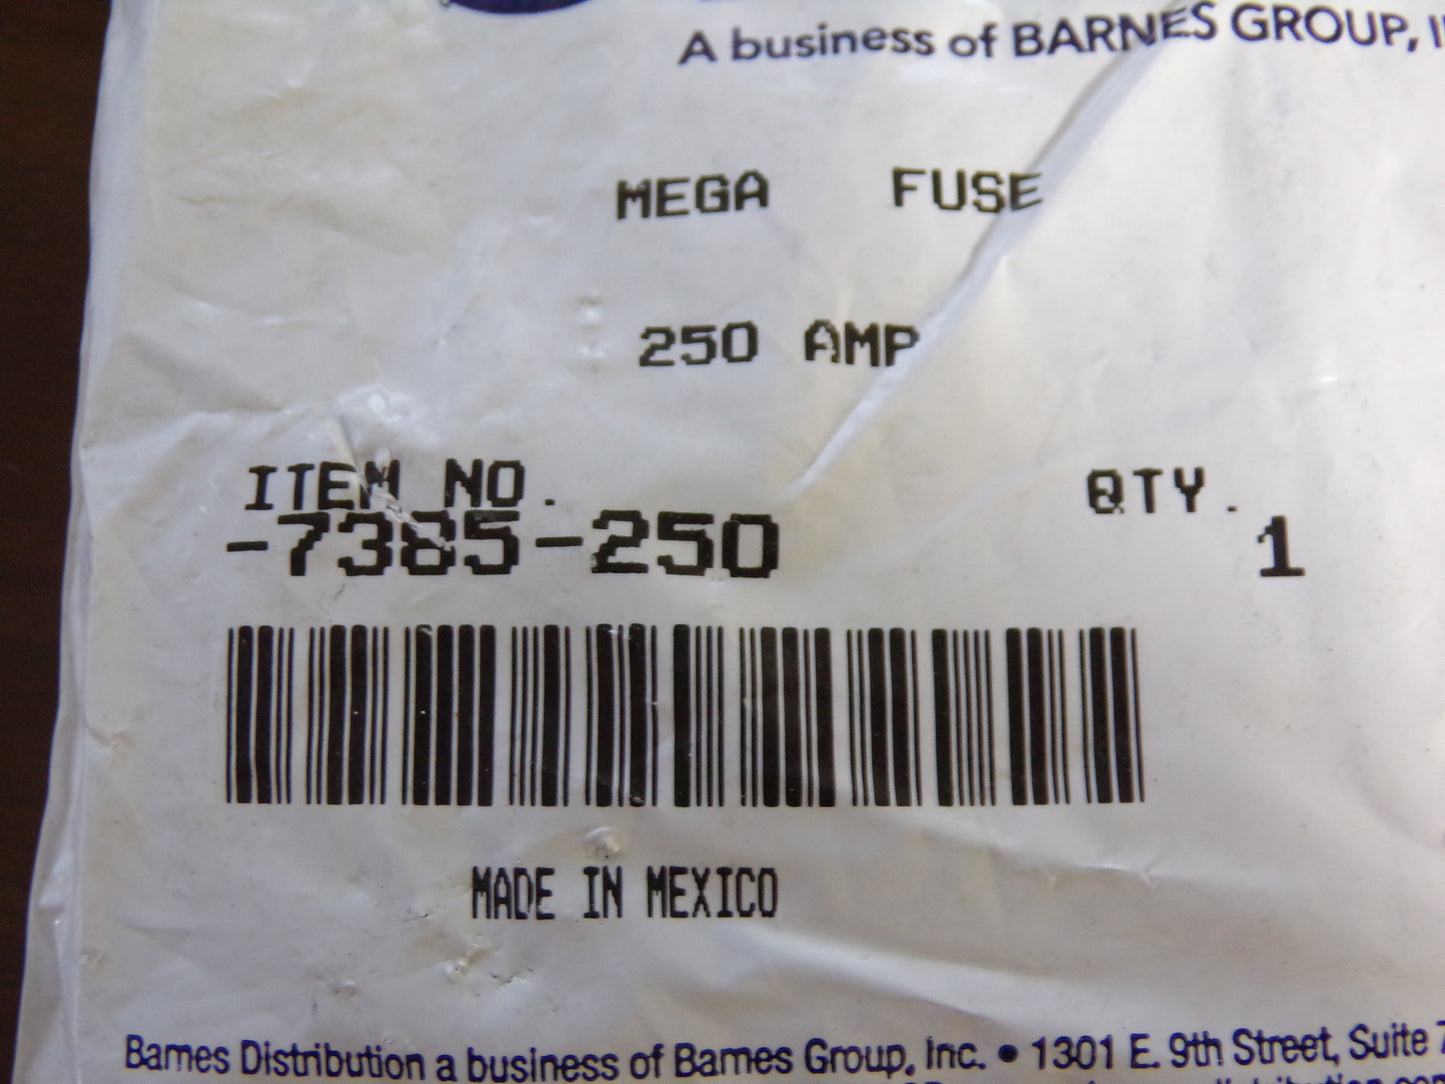 A business of BARNES GROUP,
MEGA FUSE
250 AMP
ITEM NO.
-7385-250
QTY.
1
MADE IN MEXICO
Barnes Distribution a business of Barnes Group, Inc. • 1301 E. 9th Street, Suite